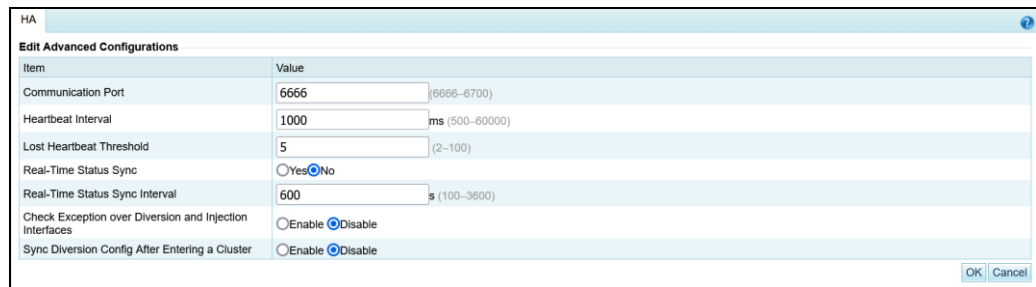 HA
Edit Advanced Configurations
Item Value
Communication Port 6666 (6666–6700)
Heartbeat Interval 1000 ms (500–60000)
Lost Heartbeat Threshold 5 (2–100)
Real-Time Status Sync Yes No
Real-Time Status Sync Interval 600 s (100–3600)
Check Exception over Diversion and Injection
Interfaces Enable Disable
Sync Diversion Config After Entering a Cluster Enable Disable
OK Cancel